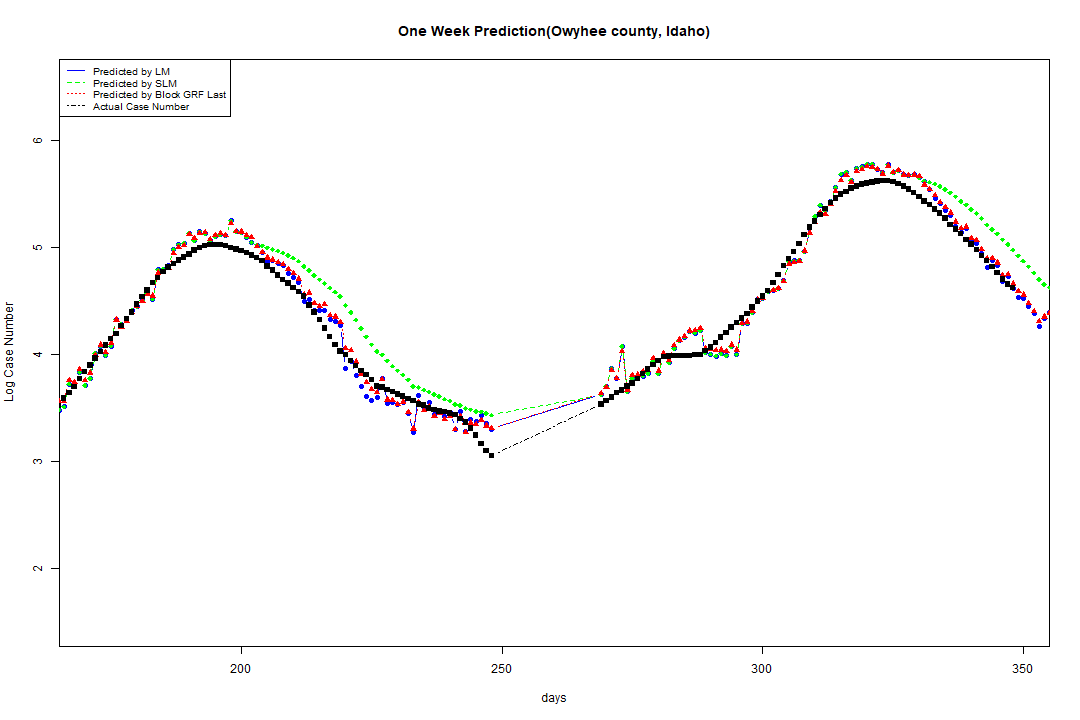 One Week Prediction(Owyhee county, Idaho)
Predicted by LM
Predicted by SLM
Predicted by Block GRF Last
Actual Case Number
6
5
4
3
2
Log Case Number
200 250 300 350
days